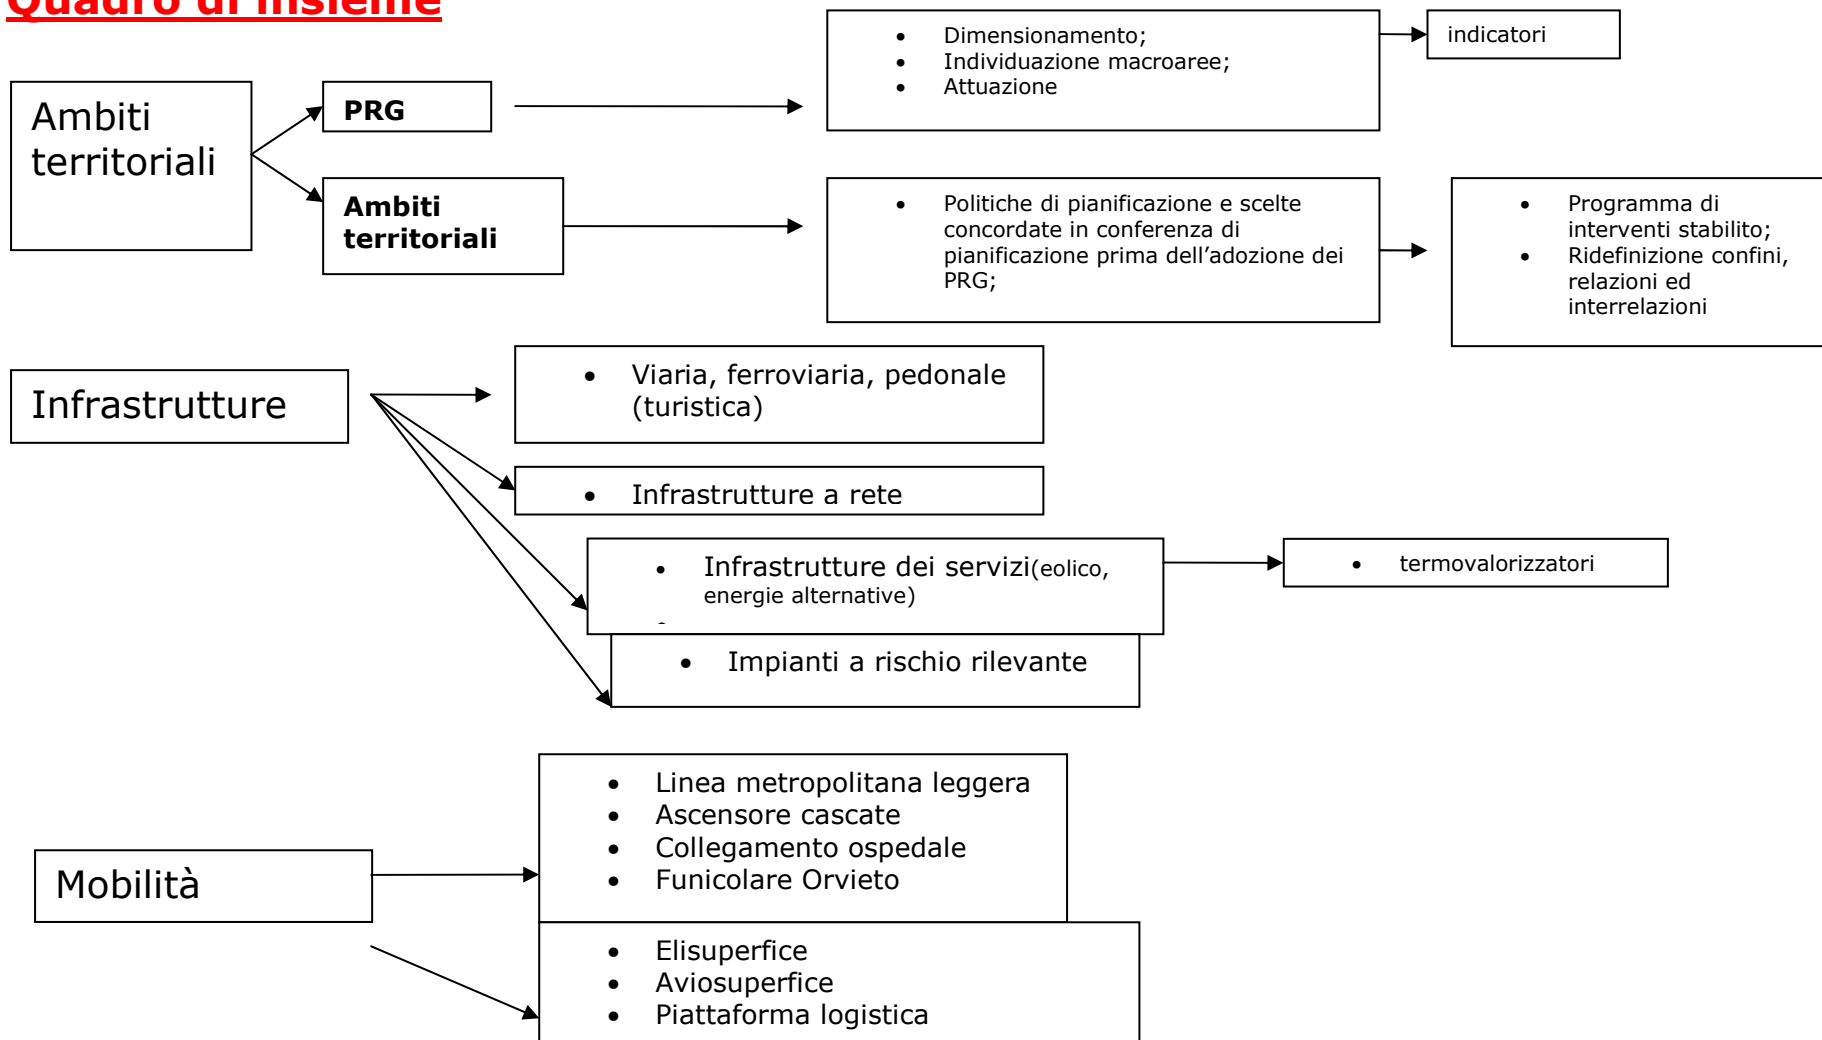 Quadro di insieme
Ambiti
territoriali
PRG
• Dimensionamento;
• Individuazione macroaree;
• Attuazione
indicatori
Ambiti
territoriali
• Politiche di pianificazione e scelte
concordate in conferenza di
pianificazione prima dell’adozione dei
PRG;
• Programma di
interventi stabilito;
• Ridefinizione confini,
relazioni ed
interrelazioni
Infrastrutture
• Viaria, ferroviaria, pedonale
(turistica)
• Infrastrutture a rete
• Infrastrutture dei servizi(eolico,
energie alternative)
• termovalorizzatori
• Impianti a rischio rilevante
Mobilità
• Linea metropolitana leggera
• Ascensore cascate
• Collegamento ospedale
• Funicolare Orvieto
• Elisuperfice
• Aviosuperfice
• Piattaforma logistica